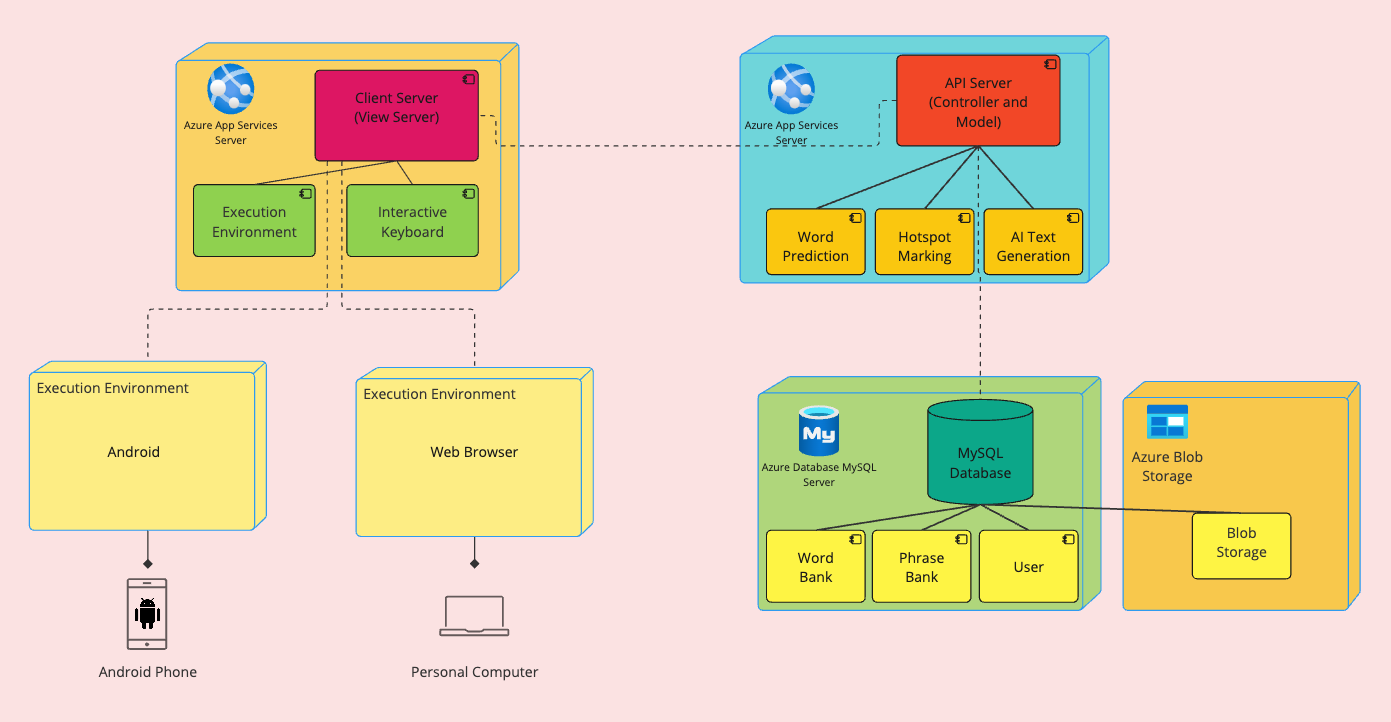 Azure App Services
Server
Client Server
(View Server)
Execution
Environment
Interactive
Keyboard
Azure App Services
Server
API Server
(Controller and
Model)
Word
Prediction
Hotspot
Marking
AI Text
Generation
Execution Environment
Android
Execution Environment
Web Browser
My
Azure Database MySQL
Server
MySQL
Database
Word
Bank
Phrase
Bank
User
Azure Blob
Storage
Blob
Storage
Android Phone
Personal Computer